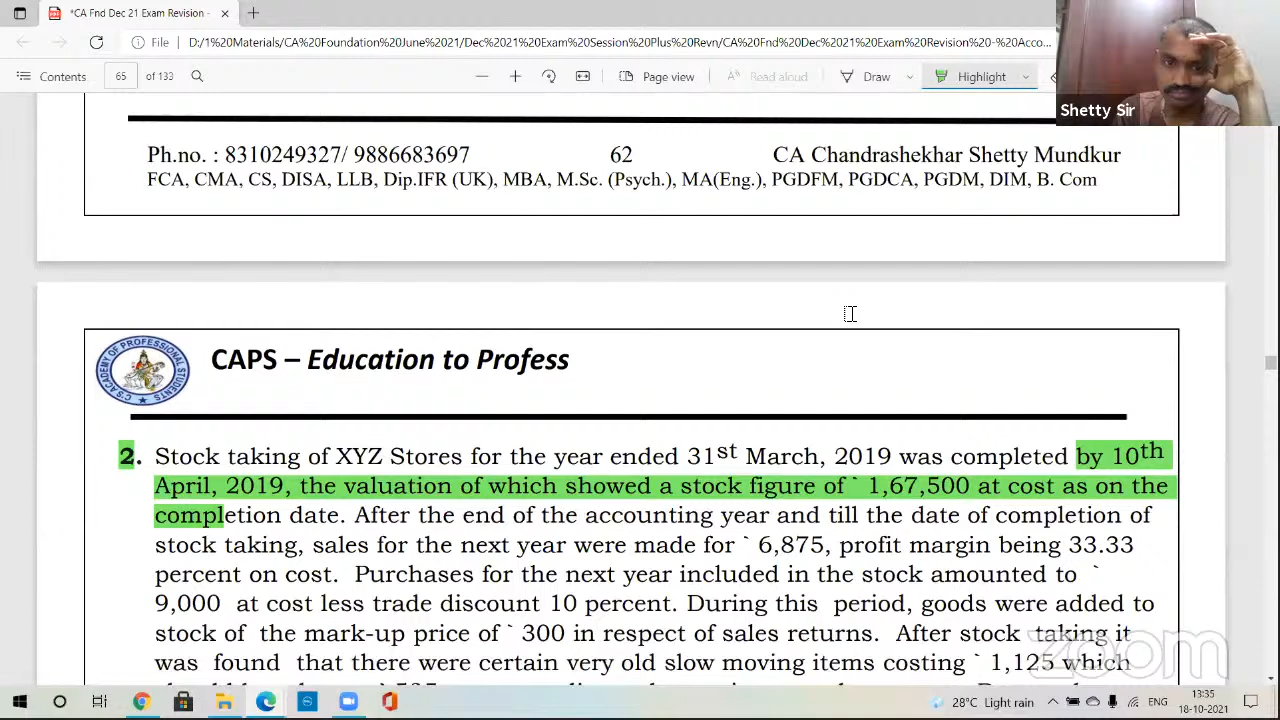 *CA Fnd Dec 21 Exam Revision -
File
D:/1%20Materials/CA%20Foundation%20June%2021/Dec%2021%20Exam%20Session%20Plus%20Revn/CA%20Fnd%20Dec%2021%20Exam%20Revision%20-%20Acco...
Contents 65 of 133 Page view Read aloud Draw Highlight
Shetty Sir
Ph.no. : 8310249327/ 9886683697 62 CA Chandrashekhar Shetty Mundkur
FCA, CMA, CS, DISA, LLB, Dip.IFR (UK), MBA, M.Sc. (Psych.), MA(Eng.), PGDFM, PGDCA, PGDM, DIM, B. Com
CAPS – Education to Profess
2. Stock taking of XYZ Stores for the year ended 31st March, 2019 was completed by 10th
April, 2019, the valuation of which showed a stock figure of ` 1,67,500 at cost as on the
completion date. After the end of the accounting year and till the date of completion of
stock taking, sales for the next year were made for ` 6,875, profit margin being 33.33
percent on cost. Purchases for the next year included in the stock amounted to `
9,000 at cost less trade discount 10 percent. During this period, goods were added to
stock of the mark-up price of ` 300 in respect of sales returns. After stock taking it
was found that there were certain very old slow moving items costing ` 1,125 which
zoom
28°C Light rain ENG 13:35
18-10-2021